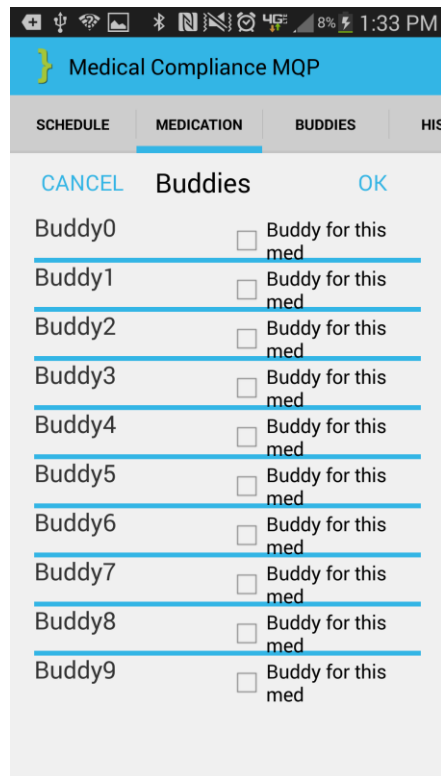 4G 8% 1:33 PM
Medical Compliance MQP
SCHEDULE MEDICATION BUDDIES HIS
CANCEL Buddies OK
Buddy0 Buddy for this
med
Buddy1 Buddy for this
med
Buddy2 Buddy for this
med
Buddy3 Buddy for this
med
Buddy4 Buddy for this
med
Buddy5 Buddy for this
med
Buddy6 Buddy for this
med
Buddy7 Buddy for this
med
Buddy8 Buddy for this
med
Buddy9 Buddy for this
med